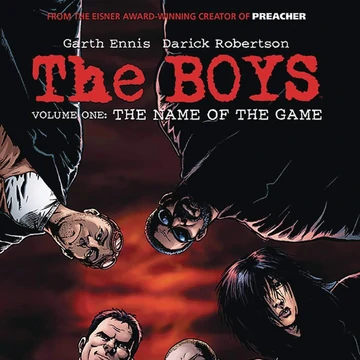 FROM THE EISNER AWARD-WINNING CREATOR OF PREACHER
Garth Ennis Darick Robertson
The BOYS
VOLUME ONE: THE NAME OF THE GAME